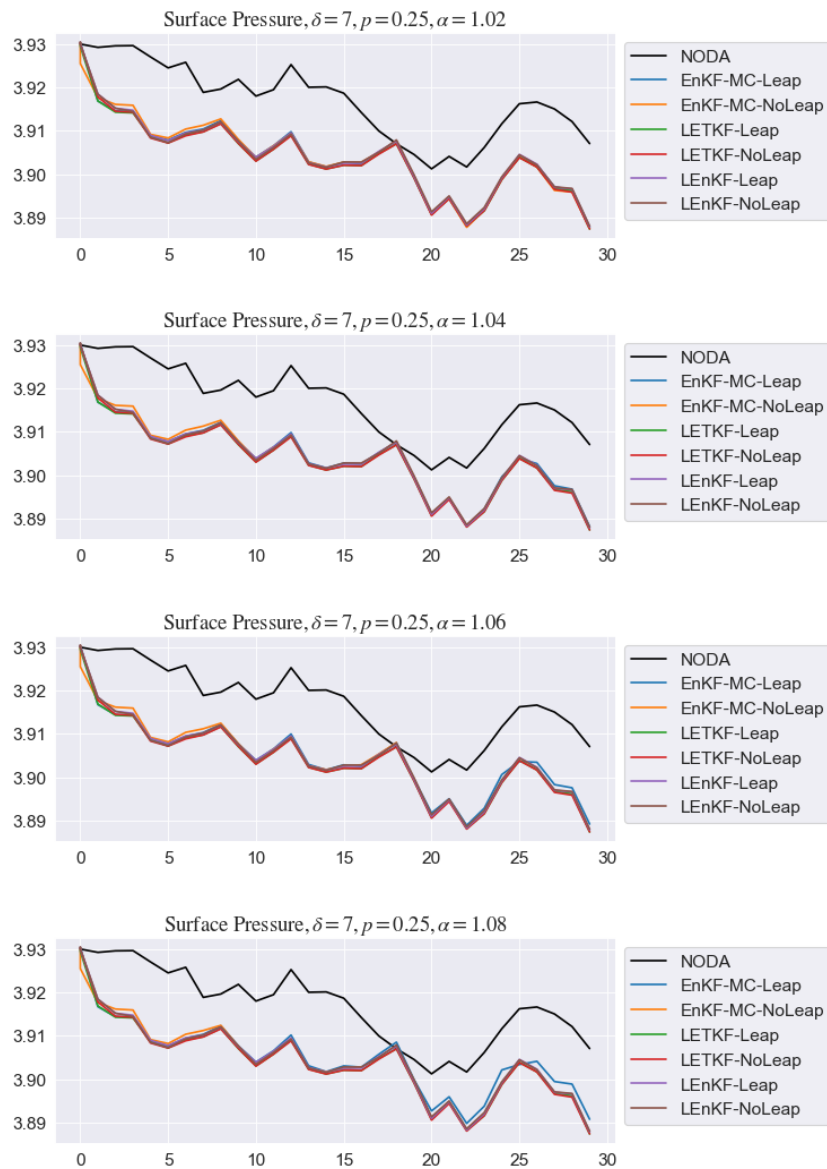 Surface Pressure, δ = 7, p = 0.25, α = 1.02
3.93
3.92
3.91
3.90
3.89
0 5 10 15 20 25 30
NODA
EnKF-MC-Leap
EnKF-MC-NoLeap
LETKF-Leap
LETKF-NoLeap
LEnKF-Leap
LEnKF-NoLeap
Surface Pressure, δ = 7, p = 0.25, α = 1.04
3.93
3.92
3.91
3.90
3.89
0 5 10 15 20 25 30
NODA
EnKF-MC-Leap
EnKF-MC-NoLeap
LETKF-Leap
LETKF-NoLeap
LEnKF-Leap
LEnKF-NoLeap
Surface Pressure, δ = 7, p = 0.25, α = 1.06
3.93
3.92
3.91
3.90
3.89
0 5 10 15 20 25 30
NODA
EnKF-MC-Leap
EnKF-MC-NoLeap
LETKF-Leap
LETKF-NoLeap
LEnKF-Leap
LEnKF-NoLeap
Surface Pressure, δ = 7, p = 0.25, α = 1.08
3.93
3.92
3.91
3.90
3.89
0 5 10 15 20 25 30
NODA
EnKF-MC-Leap
EnKF-MC-NoLeap
LETKF-Leap
LETKF-NoLeap
LEnKF-Leap
LEnKF-NoLeap